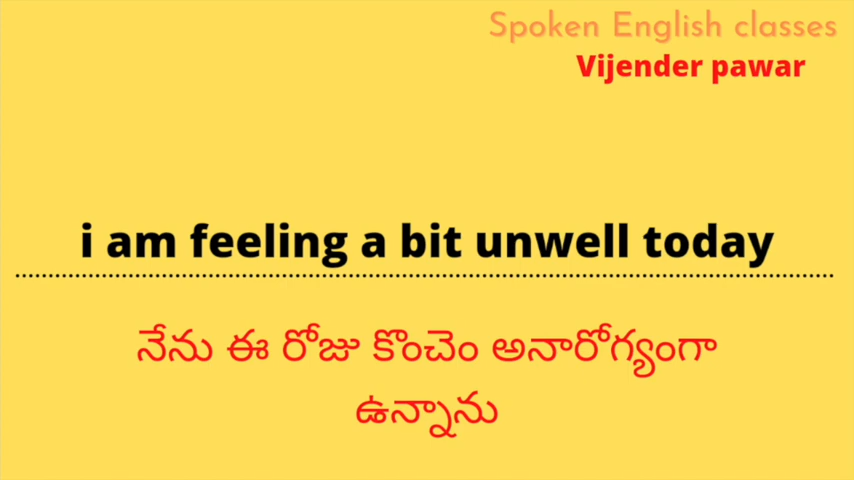 Spoken English classes
Vijender pawar
i am feeling a bit unwell today
నేను ఈ రోజు కొంచెం అనారోగ్యంగా
ఉన్నాను